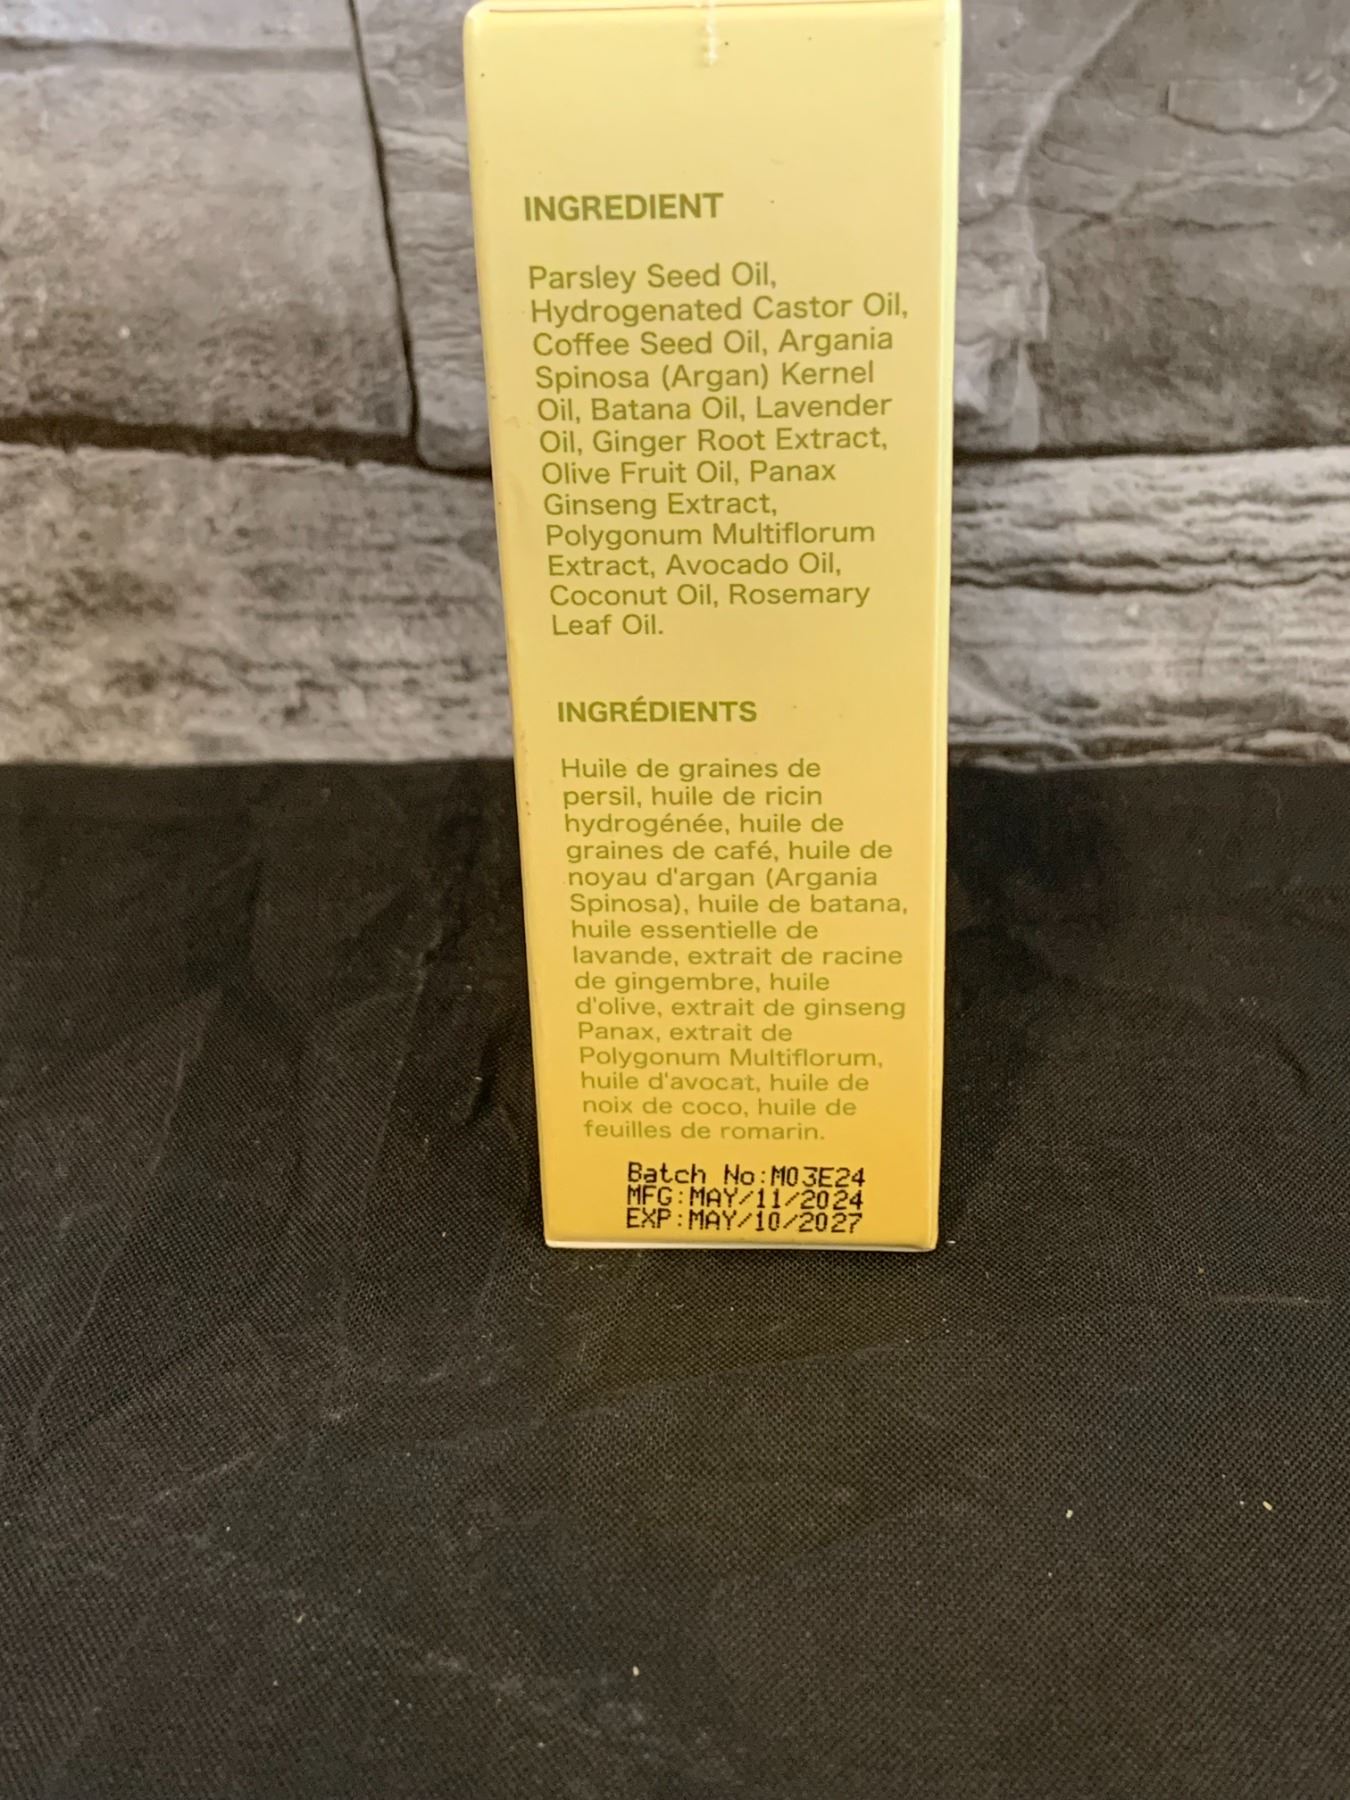 INGREDIENT
Parsley Seed Oil,
Hydrogenated Castor Oil,
Coffee Seed Oil, Argania
Spinosa (Argan) Kernel
Oil, Batana Oil, Lavender
Oil, Ginger Root Extract,
Olive Fruit Oil, Panax
Ginseng Extract,
Polygonum Multiflorum
Extract, Avocado Oil,
Coconut Oil, Rosemary
Leaf Oil.
INGRÉDIENTS
Huile de graines de
persil, huile de ricin
hydrogénée, huile de
graines de café, huile de
noyau d'argan (Argania
Spinosa), huile de batana,
huile essentielle de
lavande, extrait de racine
de gingembre, huile
d'olive, extrait de ginseng
Panax, extrait de
Polygonum Multiflorum,
huile d'avocat, huile de
noix de coco, huile de
feuilles de romarin.
Batch No:M03E24
MFG:MAY/11/2024
EXP:MAY/10/2027